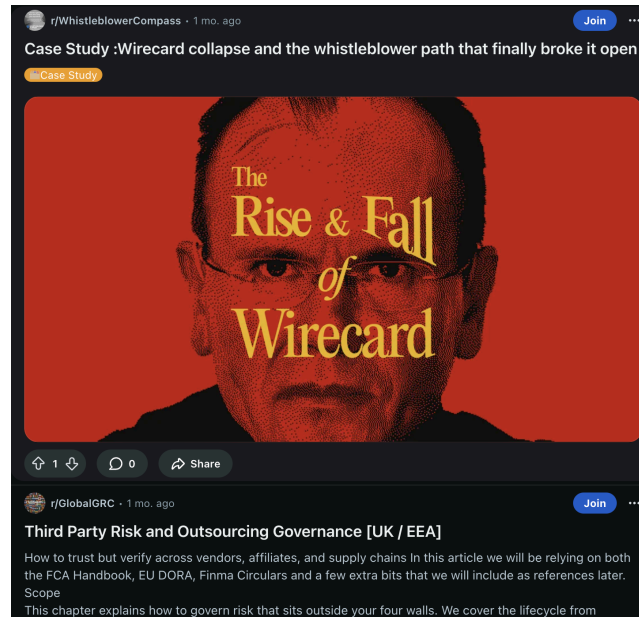 r/WhistleblowerCompass • 1 mo. ago
Join
Case Study :Wirecard collapse and the whistleblower path that finally broke it open
Case Study
The
Rise & Fall
of
Wirecard
1
0
Share
r/GlobalGRC • 1 mo. ago
Join
Third Party Risk and Outsourcing Governance [UK / EEA]
How to trust but verify across vendors, affiliates, and supply chains In this article we will be relying on both
the FCA Handbook, EU DORA, Finma Circulars and a few extra bits that we will include as references later.
Scope
This chapter explains how to govern risk that sits outside your four walls. We cover the lifecycle from